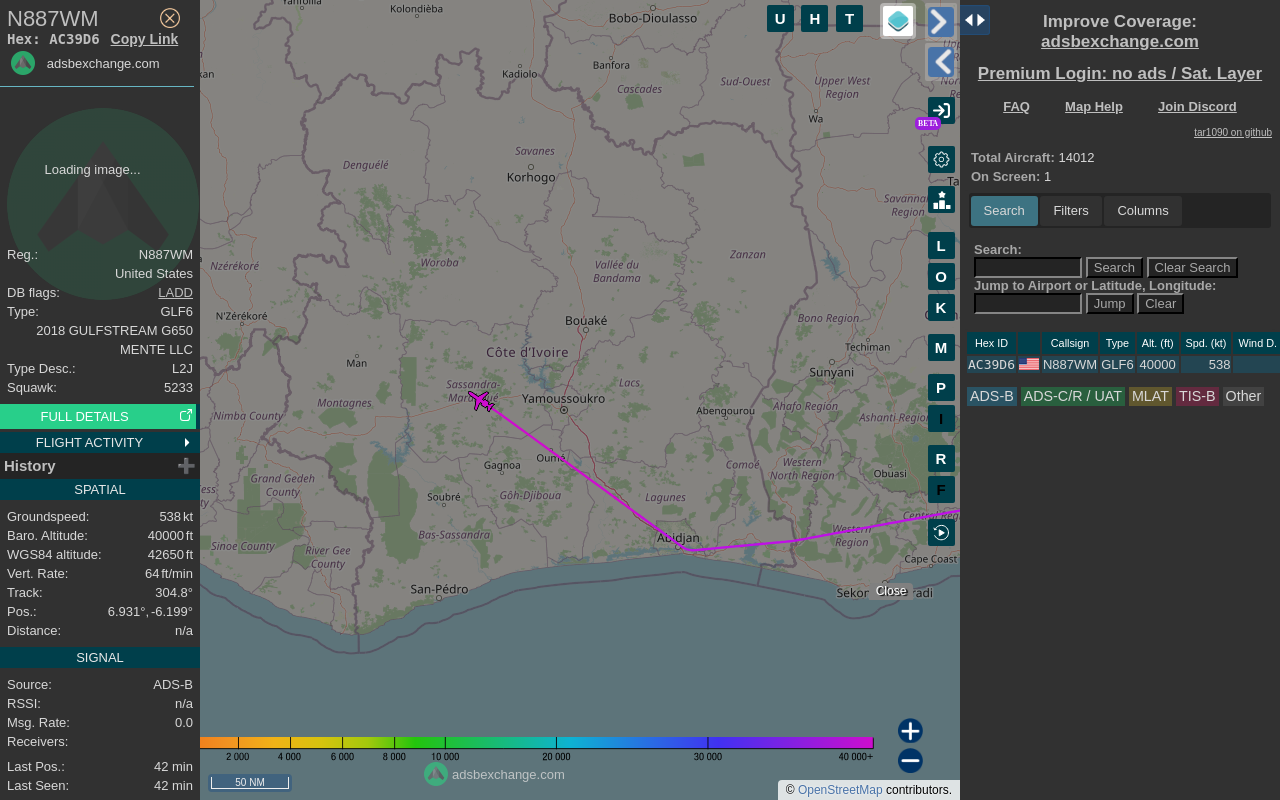 N887WM
Hex: AC39D6 Copy Link
adsbexchange.com
Loading image...
Reg.: N887WM
United States
DB flags: LADD
Type: GLF6
2018 GULFSTREAM G650
MENTE LLC
Type Desc.: L2J
Squawk: 5233
FULL DETAILS
FLIGHT ACTIVITY
History
SPATIAL
Groundspeed: 538 kt
Baro. Altitude: 40000 ft
WGS84 altitude: 42650 ft
Vert. Rate: 64 ft/min
Track: 304.8°
Pos.: 6.931°, -6.199°
Distance: n/a
SIGNAL
Source: ADS-B
RSSI: n/a
Msg. Rate: 0.0
Receivers:
Last Pos.: 42 min
Last Seen: 42 min
Kolondièba
Bobo-Dioulasso
U H T
Kadiolo
Banfora
Cascades
Sud-Ouest
Upper West
Region
Wa
BETA
Denguélé
Savanes
Korhogo
Savannah
Region
Woroba
Vallée du
Bandama
Zanzan
Nzérékoré
N'Zérékoré
Bouaké
Bono Region
Techiman
Man
Côte d'Ivoire
Sunyani
Sassandra-
Lacs
Yamoussoukro
Montagnes
Abengourou
Ahafo Region
Ashanti Region
Nimba County
Oumé
Gagnoa
Comoé
Western
North Region
Obuasi
Grand Gedeh
County
Soubré
Gôh-Djiboua
Lagunes
Bas-Sassandra
Abidjan
Western
Region
Sinoe County
River Gee
County
Cape Coast
San-Pédro
Close
L
O
K
M
P
I
R
F
2 000 4 000 6 000 8 000 10 000 20 000 30 000 40 000+
adsbexchange.com
50 NM
© OpenStreetMap contributors.
Improve Coverage:
adsbexchange.com
Premium Login: no ads / Sat. Layer
FAQ Map Help Join Discord
tar1090 on github
Total Aircraft: 14012
On Screen: 1
Search Filters Columns
Search:
Search Clear Search
Jump to Airport or Latitude, Longitude:
Jump Clear
Hex ID Callsign Type Alt. (ft) Spd. (kt) Wind D.
AC39D6 N887WM GLF6 40000 538
ADS-B ADS-C/R / UAT MLAT TIS-B Other